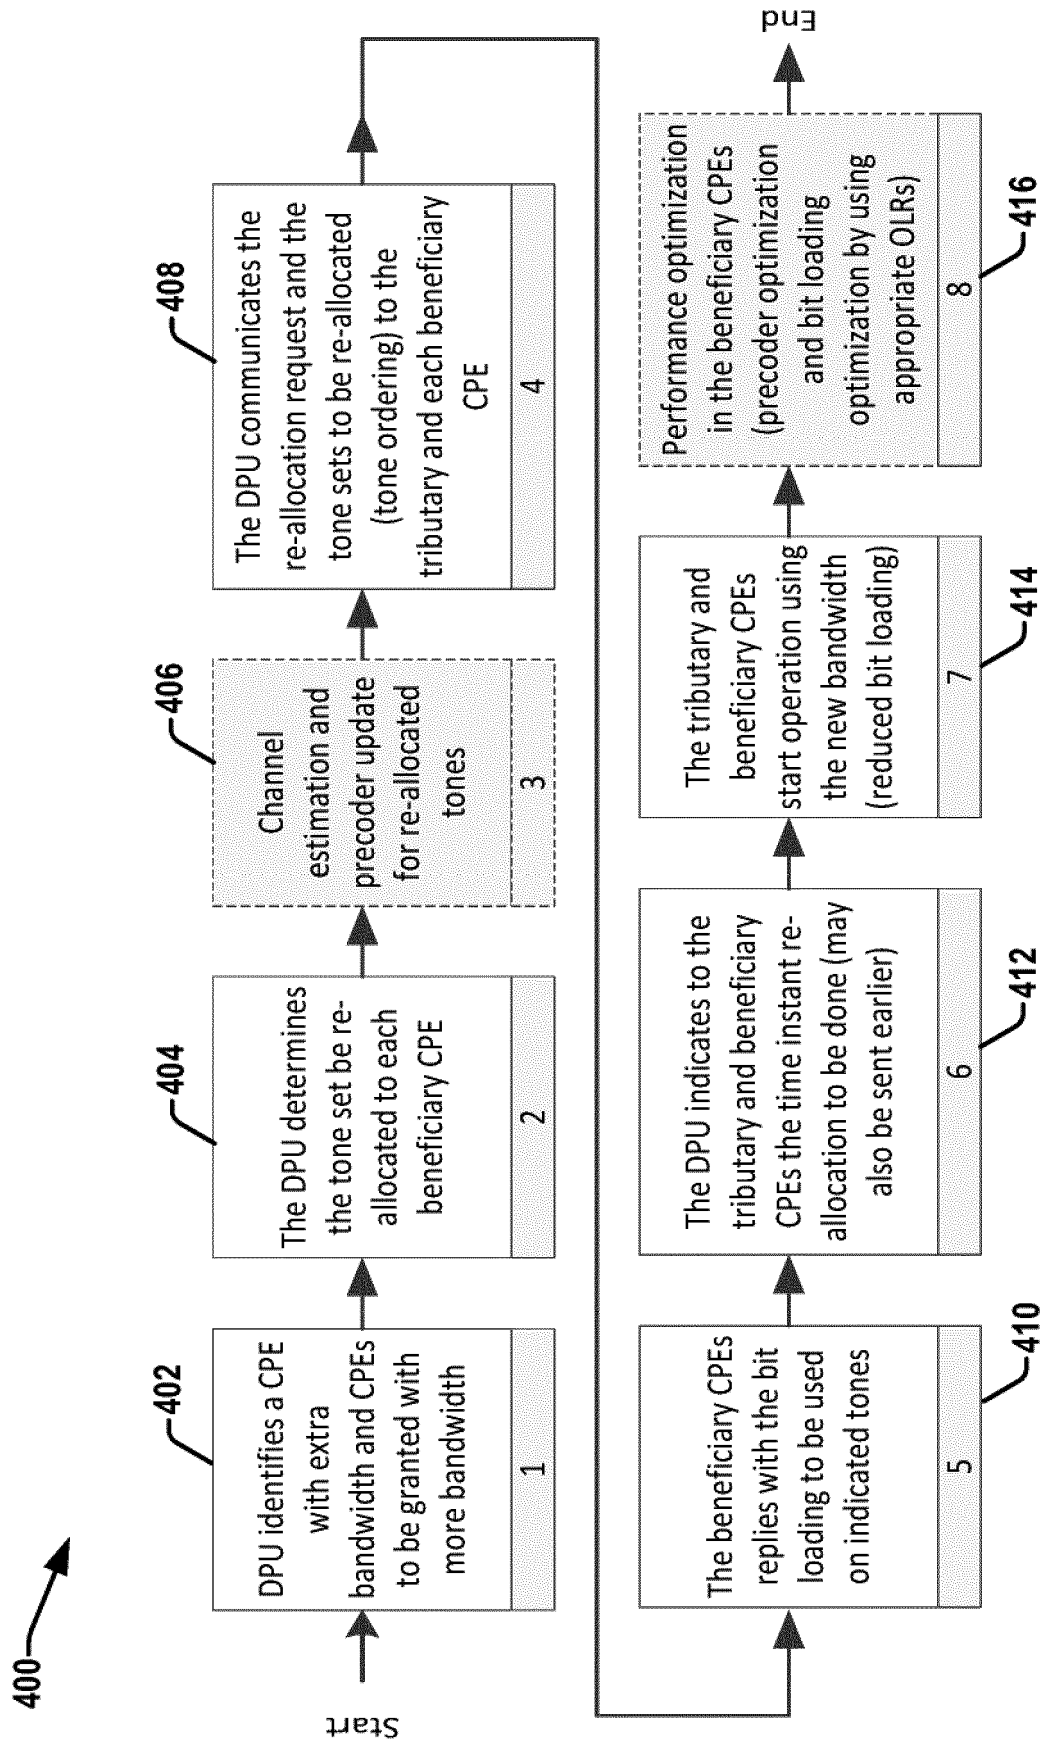 400
Start
402
DPU identifies a CPE
with extra
bandwidth and CPEs
to be granted with
more bandwidth
1
404
The DPU determines
the tone set be re-
allocated to each
beneficiary CPE
2
406
Channel
estimation and
precoder update
for re-allocated
tones
3
408
The DPU communicates the
re-allocation request and the
tone sets to be re-allocated
(tone ordering) to the
tributary and each beneficiary
CPE
4
The beneficiary CPEs
replies with the bit
loading to be used
on indicated tones
5
410
The DPU indicates to the
tributary and beneficiary
CPEs the time instant re-
allocation to be done (may
also be sent earlier)
6
412
The tributary and
beneficiary CPEs
start operation using
the new bandwidth
(reduced bit loading)
7
414
Performance optimization
in the beneficiary CPEs
(precoder optimization
and bit loading
optimization by using
appropriate OLRs)
8
416
End